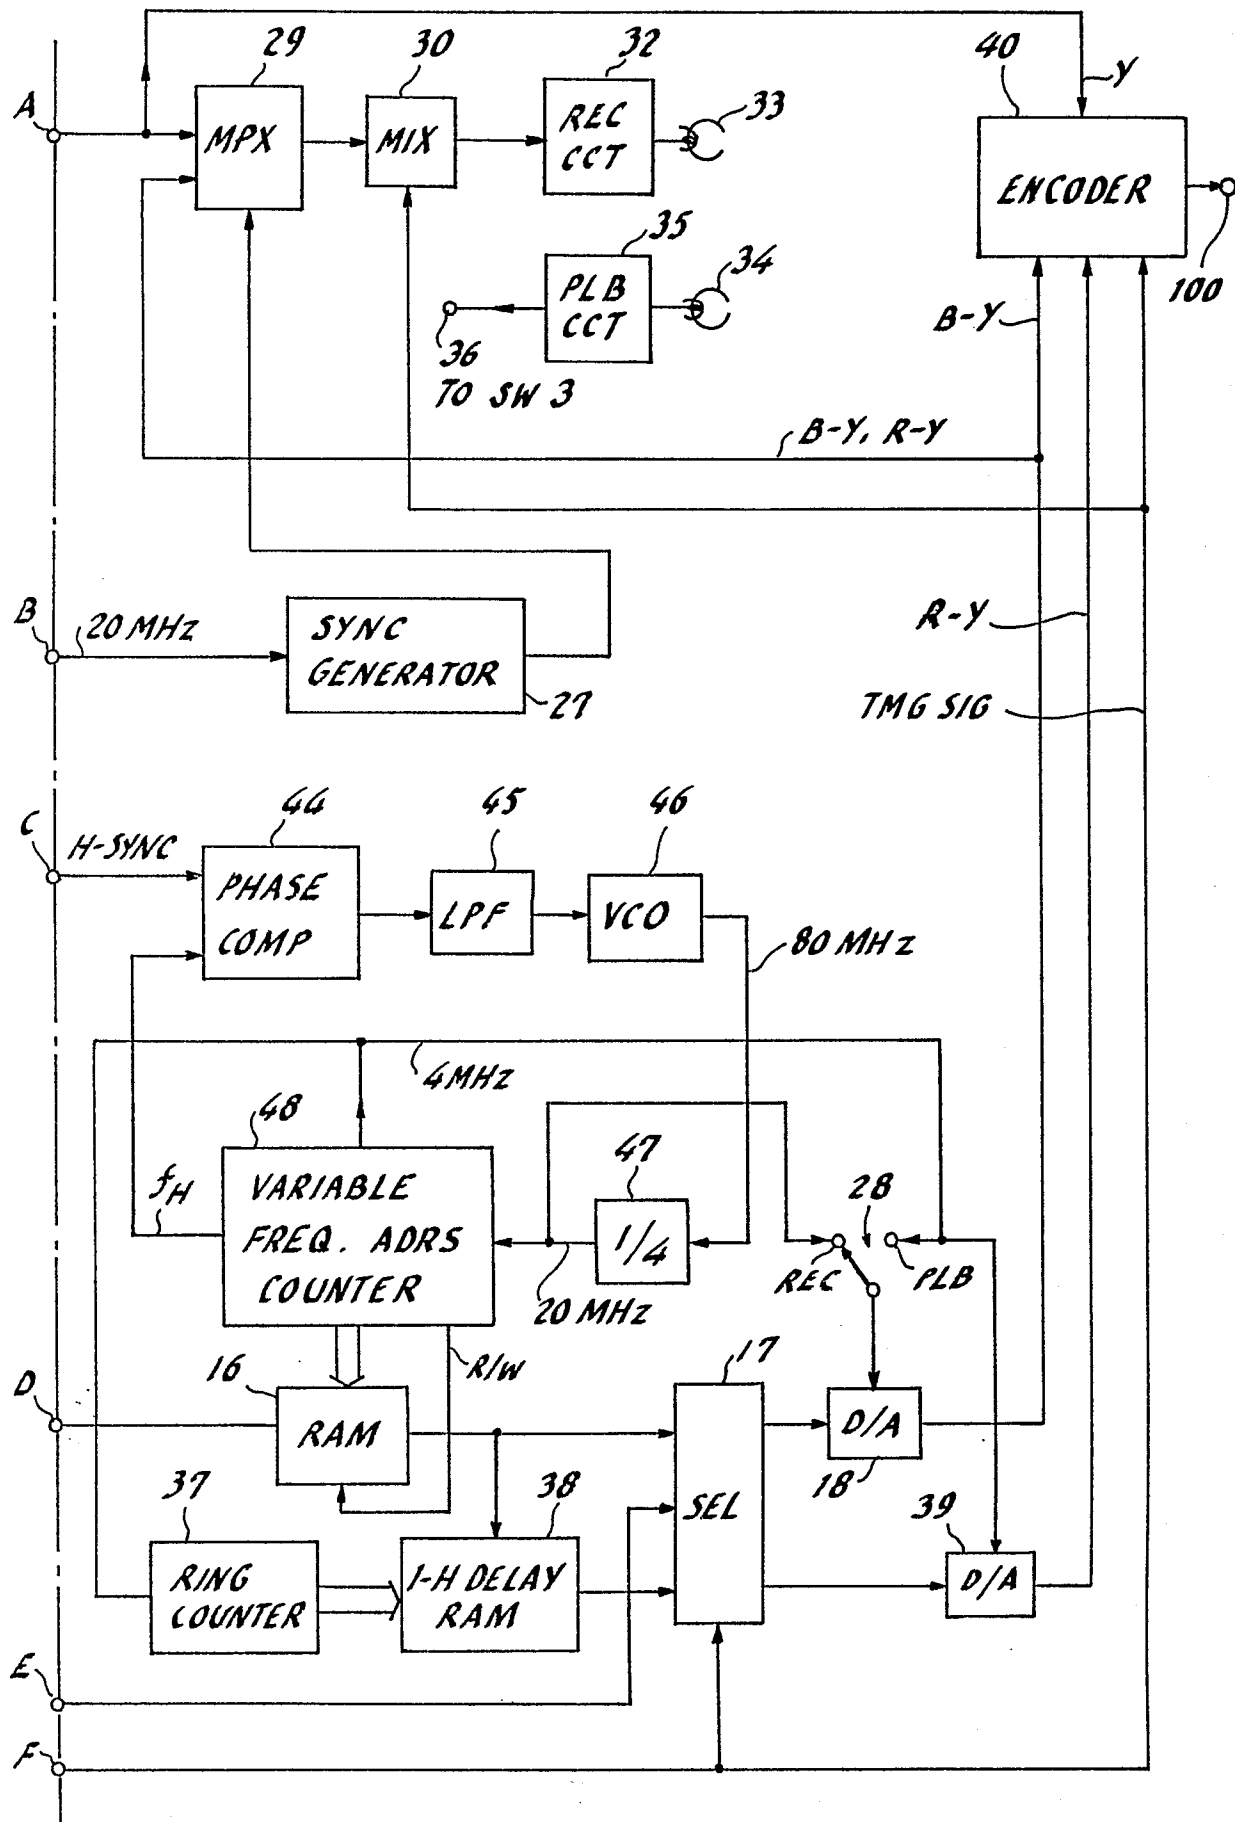 29
30
32
40
A
MPX
MIX
REC
CCT
33
Y
ENCODER
100
35
PLB
CCT
34
36
TO SW 3
B-Y
B-Y, R-Y
B
20 MHz
SYNC
GENERATOR
27
R-Y
TMG SIG
C
H-SYNC
44
PHASE
COMP
45
LPF
46
VCO
80 MHz
4 MHz
48
VARIABLE
FREQ. ADRS
COUNTER
fH
47
1/4
20 MHz
28
REC
PLB
R/W
D
16
RAM
17
SEL
D/A
18
37
RING
COUNTER
38
1-H DELAY
RAM
39
D/A
E
F